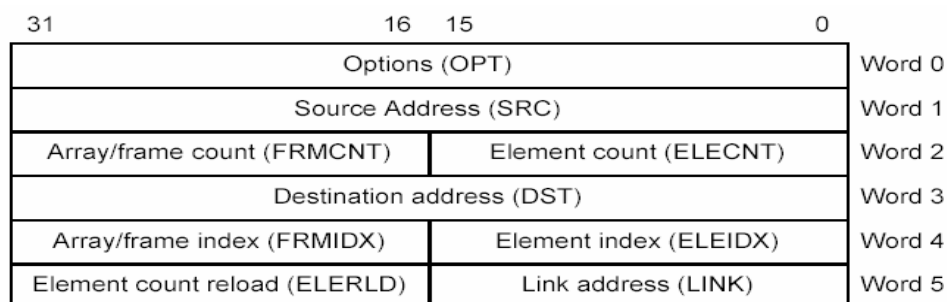 31 16 15 0
Options (OPT) Word 0
Source Address (SRC) Word 1
Array/frame count (FRMCNT) Element count (ELECNT) Word 2
Destination address (DST) Word 3
Array/frame index (FRMIDX) Element index (ELEIDX) Word 4
Element count reload (ELERLD) Link address (LINK) Word 5